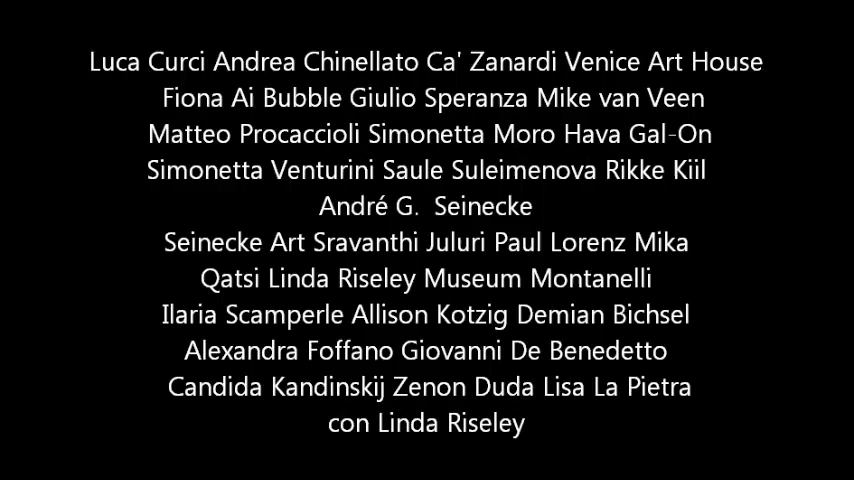 Luca Curci Andrea Chinellato Ca' Zanardi Venice Art House
Fiona Ai Bubble Giulio Speranza Mike van Veen
Matteo Procaccioli Simonetta Moro Hava Gal-On
Simonetta Venturini Saule Suleimenova Rikke Kiil
André G.  Seinecke
Seinecke Art Sravanthi Juluri Paul Lorenz Mika
Qatsi Linda Riseley Museum Montanelli
Ilaria Scamperle Allison Kotzig Demian Bichsel
Alexandra Foffano Giovanni De Benedetto
Candida Kandinskij Zenon Duda Lisa La Pietra
con Linda Riseley